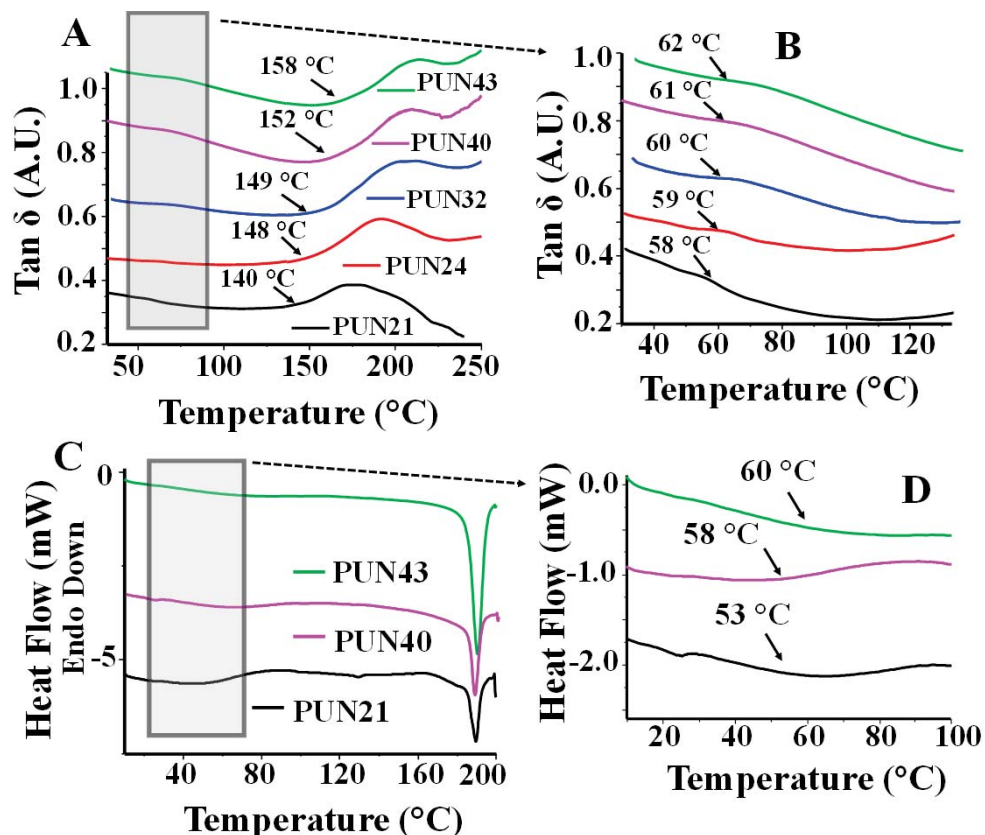 A
Tan δ (A.U.)
1.0
0.8
0.6
0.4
0.2
158 °C
152 °C
149 °C
148 °C
140 °C
PUN43
PUN40
PUN32
PUN24
PUN21
50 100 150 200 250
Temperature (°C)
B
Tan δ (A.U.)
1.0
0.8
0.6
0.4
0.2
62 °C
61 °C
60 °C
59 °C
58 °C
40 60 80 100 120
Temperature (°C)
C
Heat Flow (mW)
Endo Down
0
-5
PUN43
PUN40
PUN21
40 80 120 160 200
Temperature (°C)
D
Heat Flow (mW)
0.0
-1.0
-2.0
60 °C
58 °C
53 °C
20 40 60 80 100
Temperature (°C)